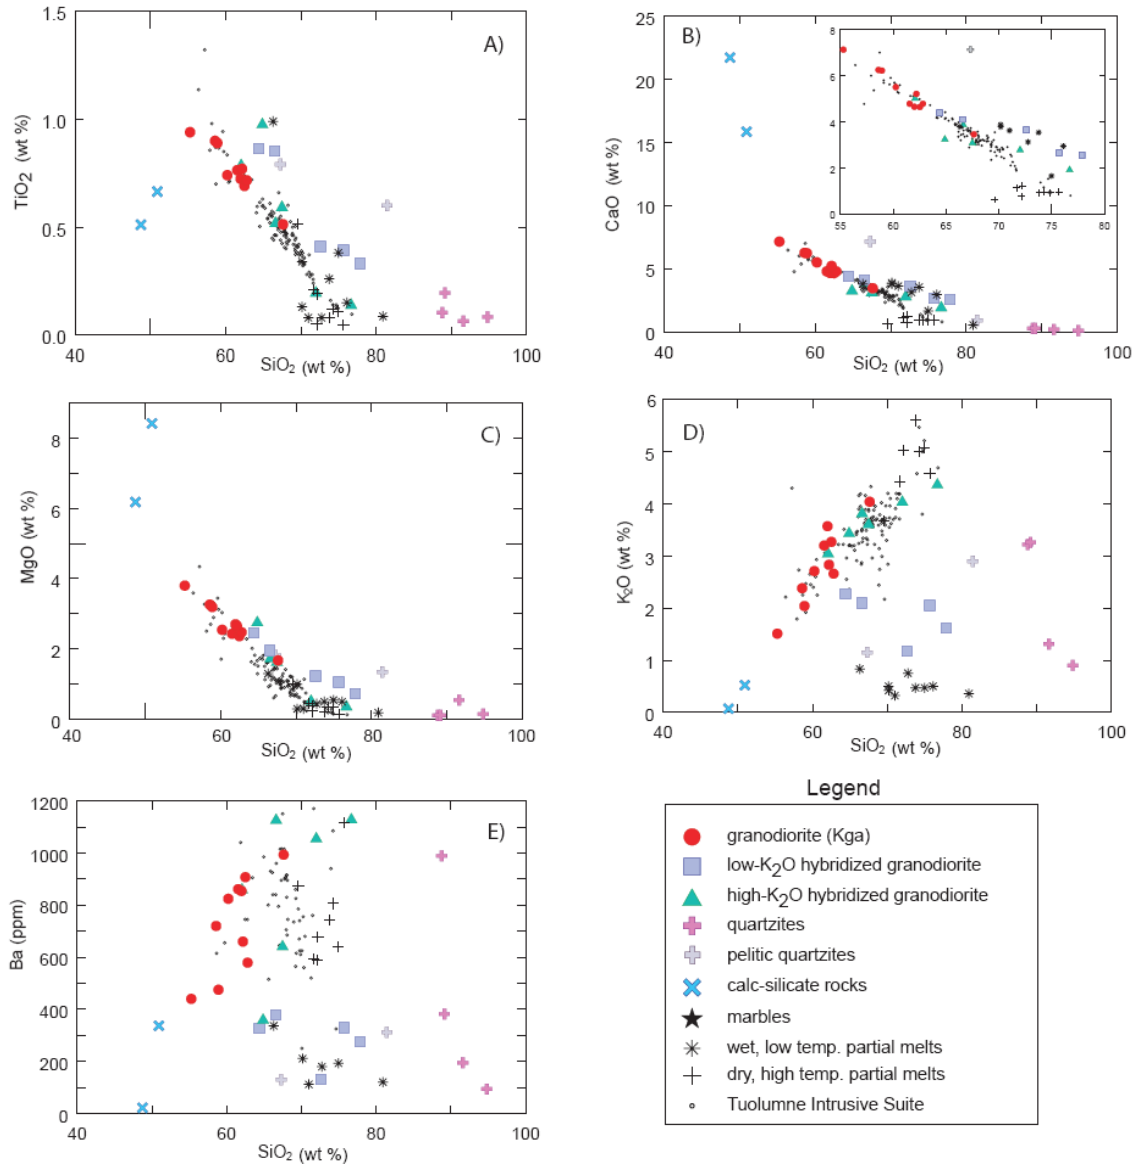 1.5
1.0
0.5
0.0
TiO2 (wt %)
A)
40
60
80
100
SiO2 (wt %)
25
20
15
10
5
0
CaO (wt %)
B)
8
6
4
2
0
55
60
65
70
75
80
40
60
80
100
SiO2 (wt %)
8
6
4
2
0
MgO (wt %)
C)
40
60
80
100
SiO2 (wt %)
6
5
4
3
2
1
0
K2O (wt %)
D)
40
60
80
100
SiO2 (wt %)
1200
1000
800
600
400
200
0
Ba (ppm)
E)
40
60
80
100
SiO2 (wt %)
Legend
granodiorite (Kga)
low-K2O hybridized granodiorite
high-K2O hybridized granodiorite
quartzites
pelitic quartzites
calc-silicate rocks
marbles
wet, low temp. partial melts
dry, high temp. partial melts
Tuolumne Intrusive Suite